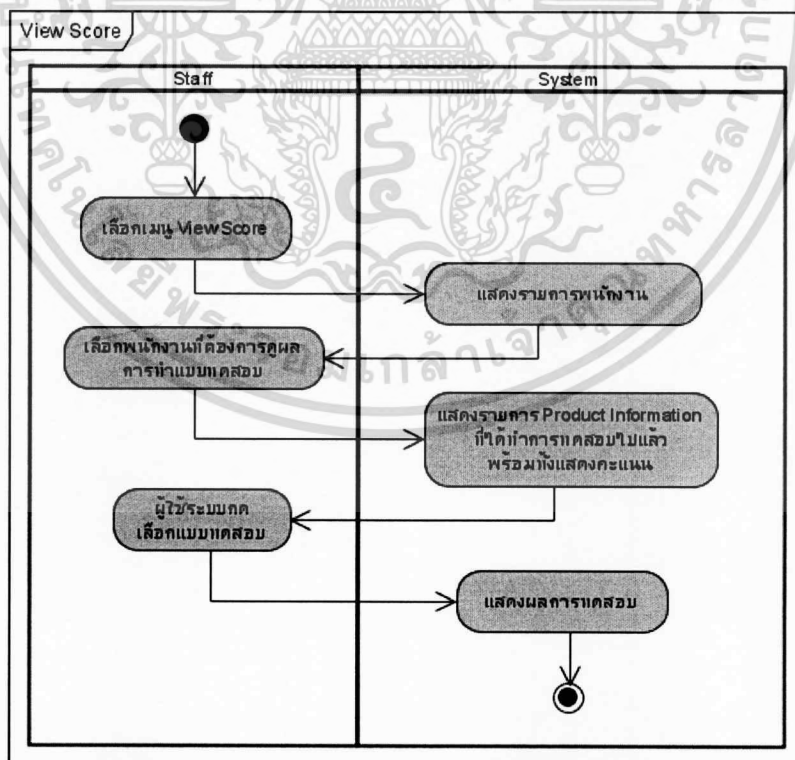 View Score
Staff
System
เลือกเมนู View Score
แสดงรายการพนักงาน
เลือกพนักงานที่ต้องการดูผล
การทำแบบทดสอบ
แสดงรายการ Product Information
ที่ได้ทำการทดสอบไปแล้ว
พร้อมทั้งแสดงคะแนน
ผู้ใช้ระบบกด
เลือกแบบทดสอบ
แสดงผลการทดสอบ